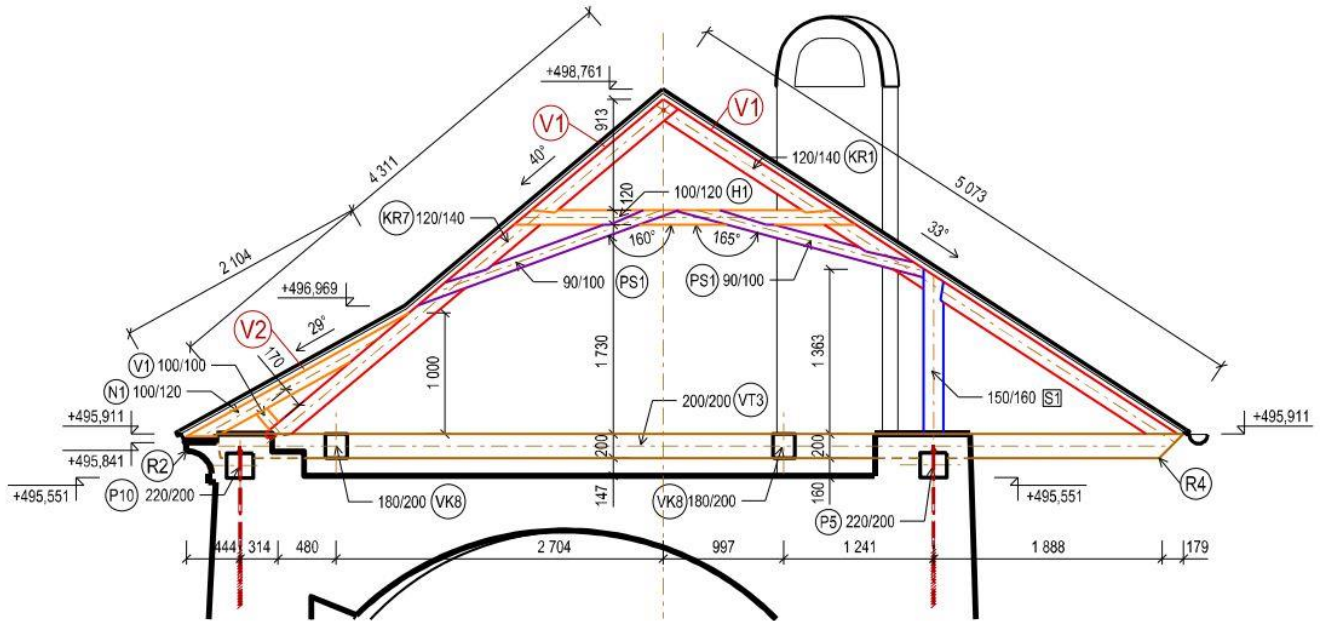 +498,761
913
V1
V1
40°
120/140 KR1
4 311
5 073
120
100/120 H1
KR7 120/140
160°
165°
33°
2 104
90/100 PS1
PS1 90/100
+496,969
29°
V2
170
V1 100/100
N1 100/120
1 000
1 730
1 363
150/160 S1
200/200 VT3
+495,911
+495,911
+495,841
200
200
R2
R4
+495,551
P10 220/200
180/200 VK8
147
VK8 180/200
160
P5 220/200
+495,551
444
314
480
2 704
997
1 241
1 888
179